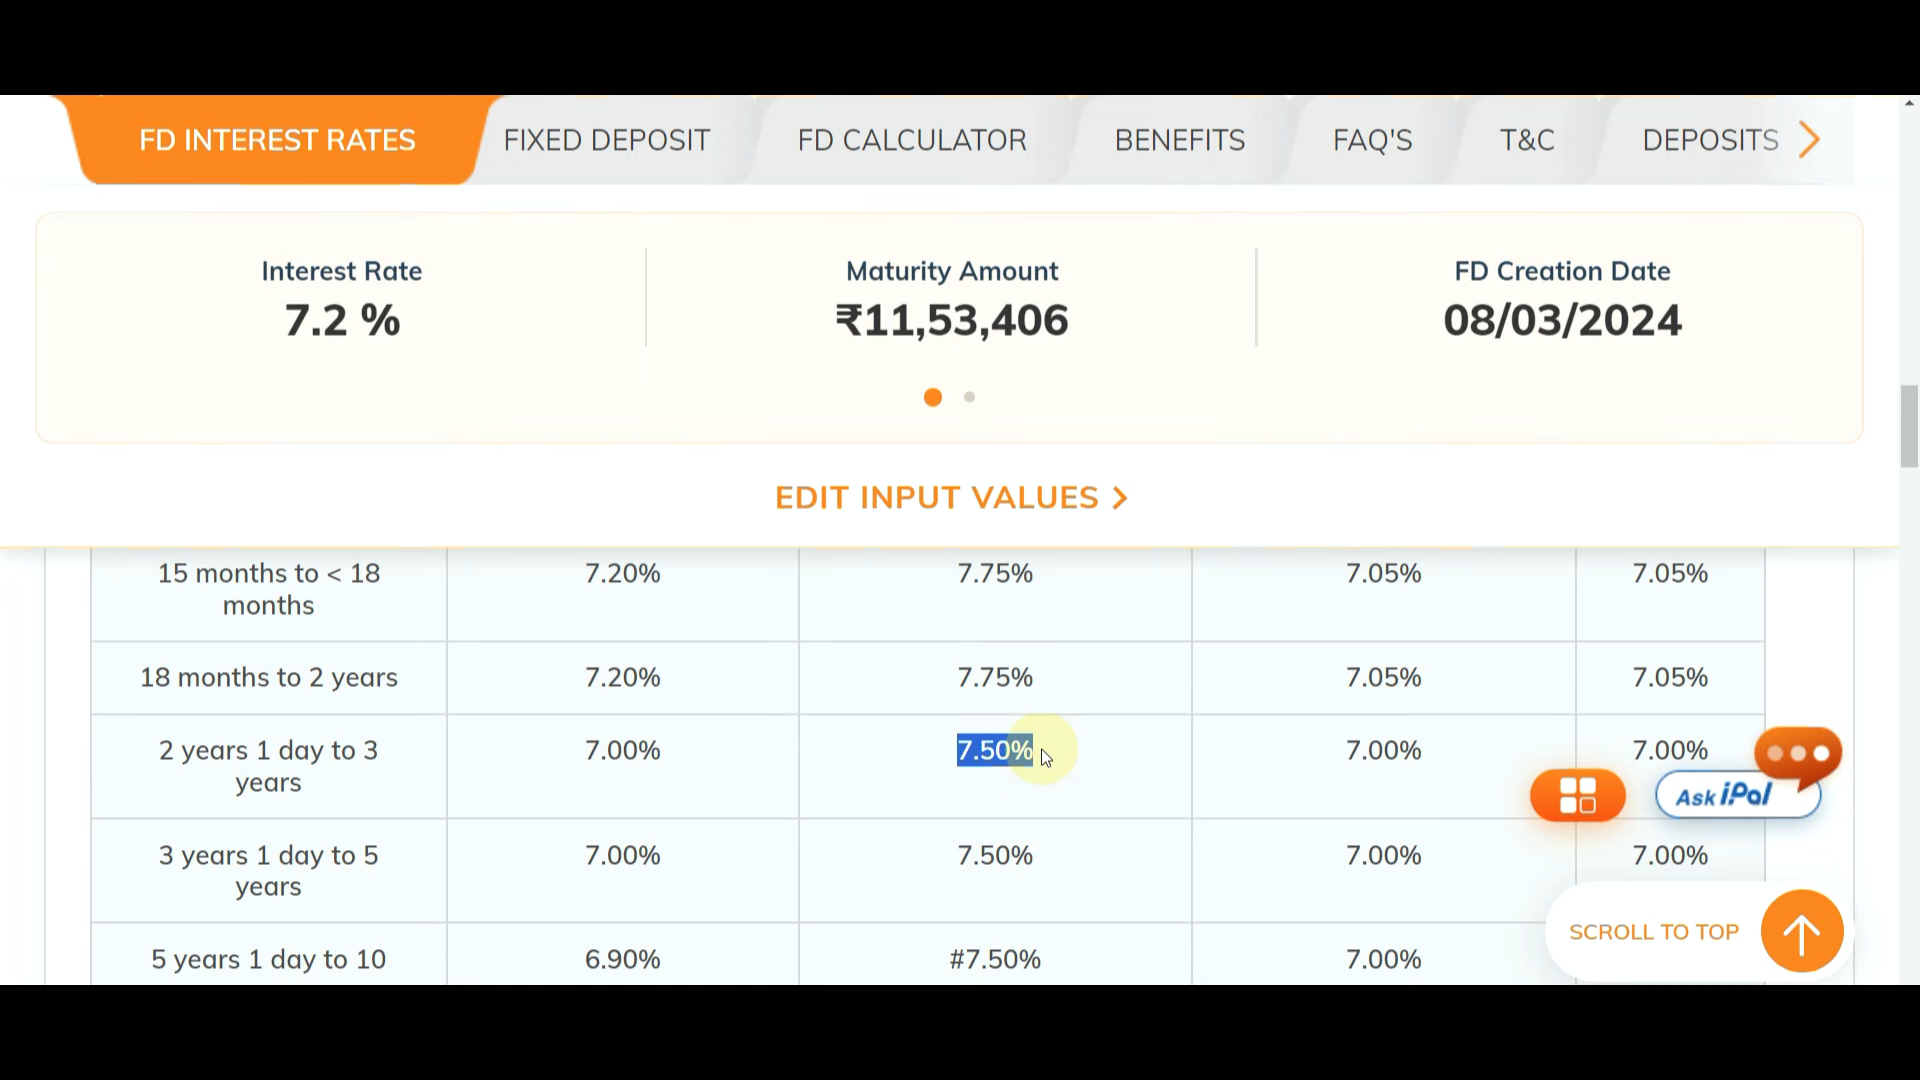 FD INTEREST RATES FIXED DEPOSIT FD CALCULATOR BENEFITS FAQ'S T&C DEPOSITS
Interest Rate Maturity Amount FD Creation Date
7.2 % ₹11,53,406 08/03/2024
EDIT INPUT VALUES
15 months to < 18 7.20% 7.75% 7.05% 7.05%
months
18 months to 2 years 7.20% 7.75% 7.05% 7.05%
2 years 1 day to 3 7.00% 7.50% 7.00% 7.00%
years
Ask iPal
3 years 1 day to 5 7.00% 7.50% 7.00% 7.00%
years
SCROLL TO TOP
5 years 1 day to 10 6.90% #7.50% 7.00%